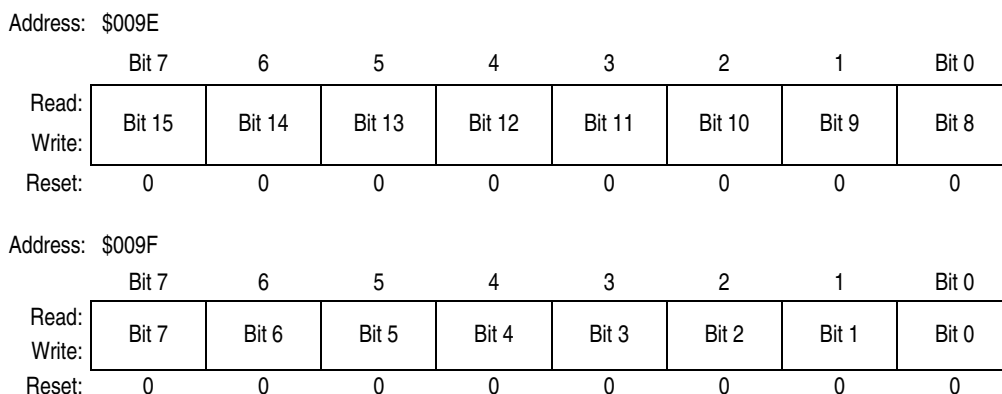 Address: $009E
Bit 7 6 5 4 3 2 1 Bit 0
Read:
Bit 15 Bit 14 Bit 13 Bit 12 Bit 11 Bit 10 Bit 9 Bit 8
Write:
Reset: 0 0 0 0 0 0 0 0
Address: $009F
Bit 7 6 5 4 3 2 1 Bit 0
Read:
Bit 7 Bit 6 Bit 5 Bit 4 Bit 3 Bit 2 Bit 1 Bit 0
Write:
Reset: 0 0 0 0 0 0 0 0